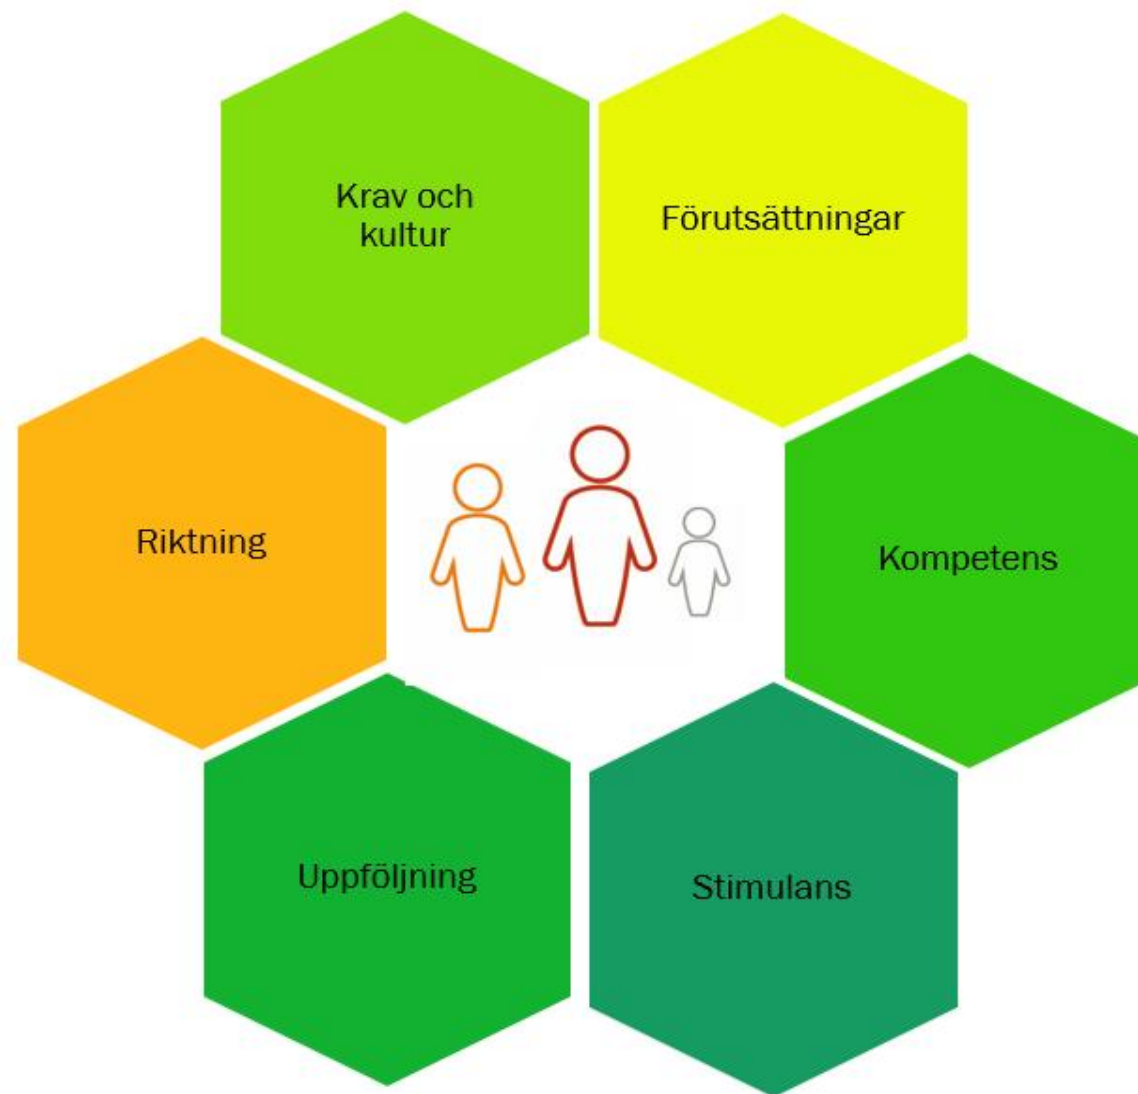 Krav och
kultur
Förutsättningar
Riktning
Kompetens
Uppföljning
Stimulans